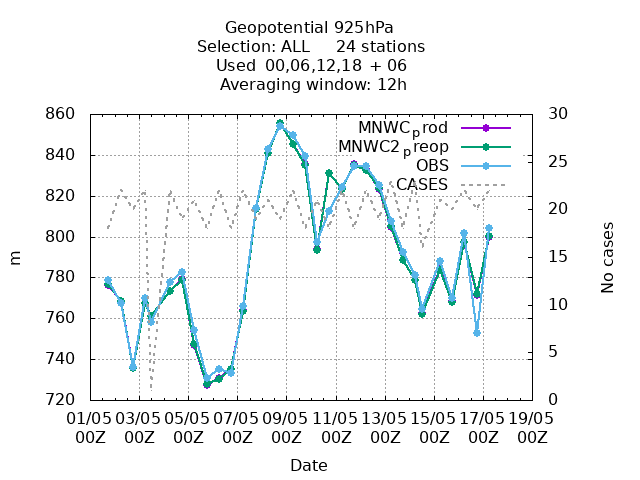 Geopotential 925hPa
Selection: ALL 24 stations
Used 00,06,12,18 + 06
Averaging window: 12h
MNWC_prod
MNWC2_preop
OBS
CASES
860
840
820
800
780
760
740
720
30
25
20
15
10
5
0
m
No cases
01/05 03/05 05/05 07/05 09/05 11/05 13/05 15/05 17/05 19/05
00Z 00Z 00Z 00Z 00Z 00Z 00Z 00Z 00Z 00Z
Date